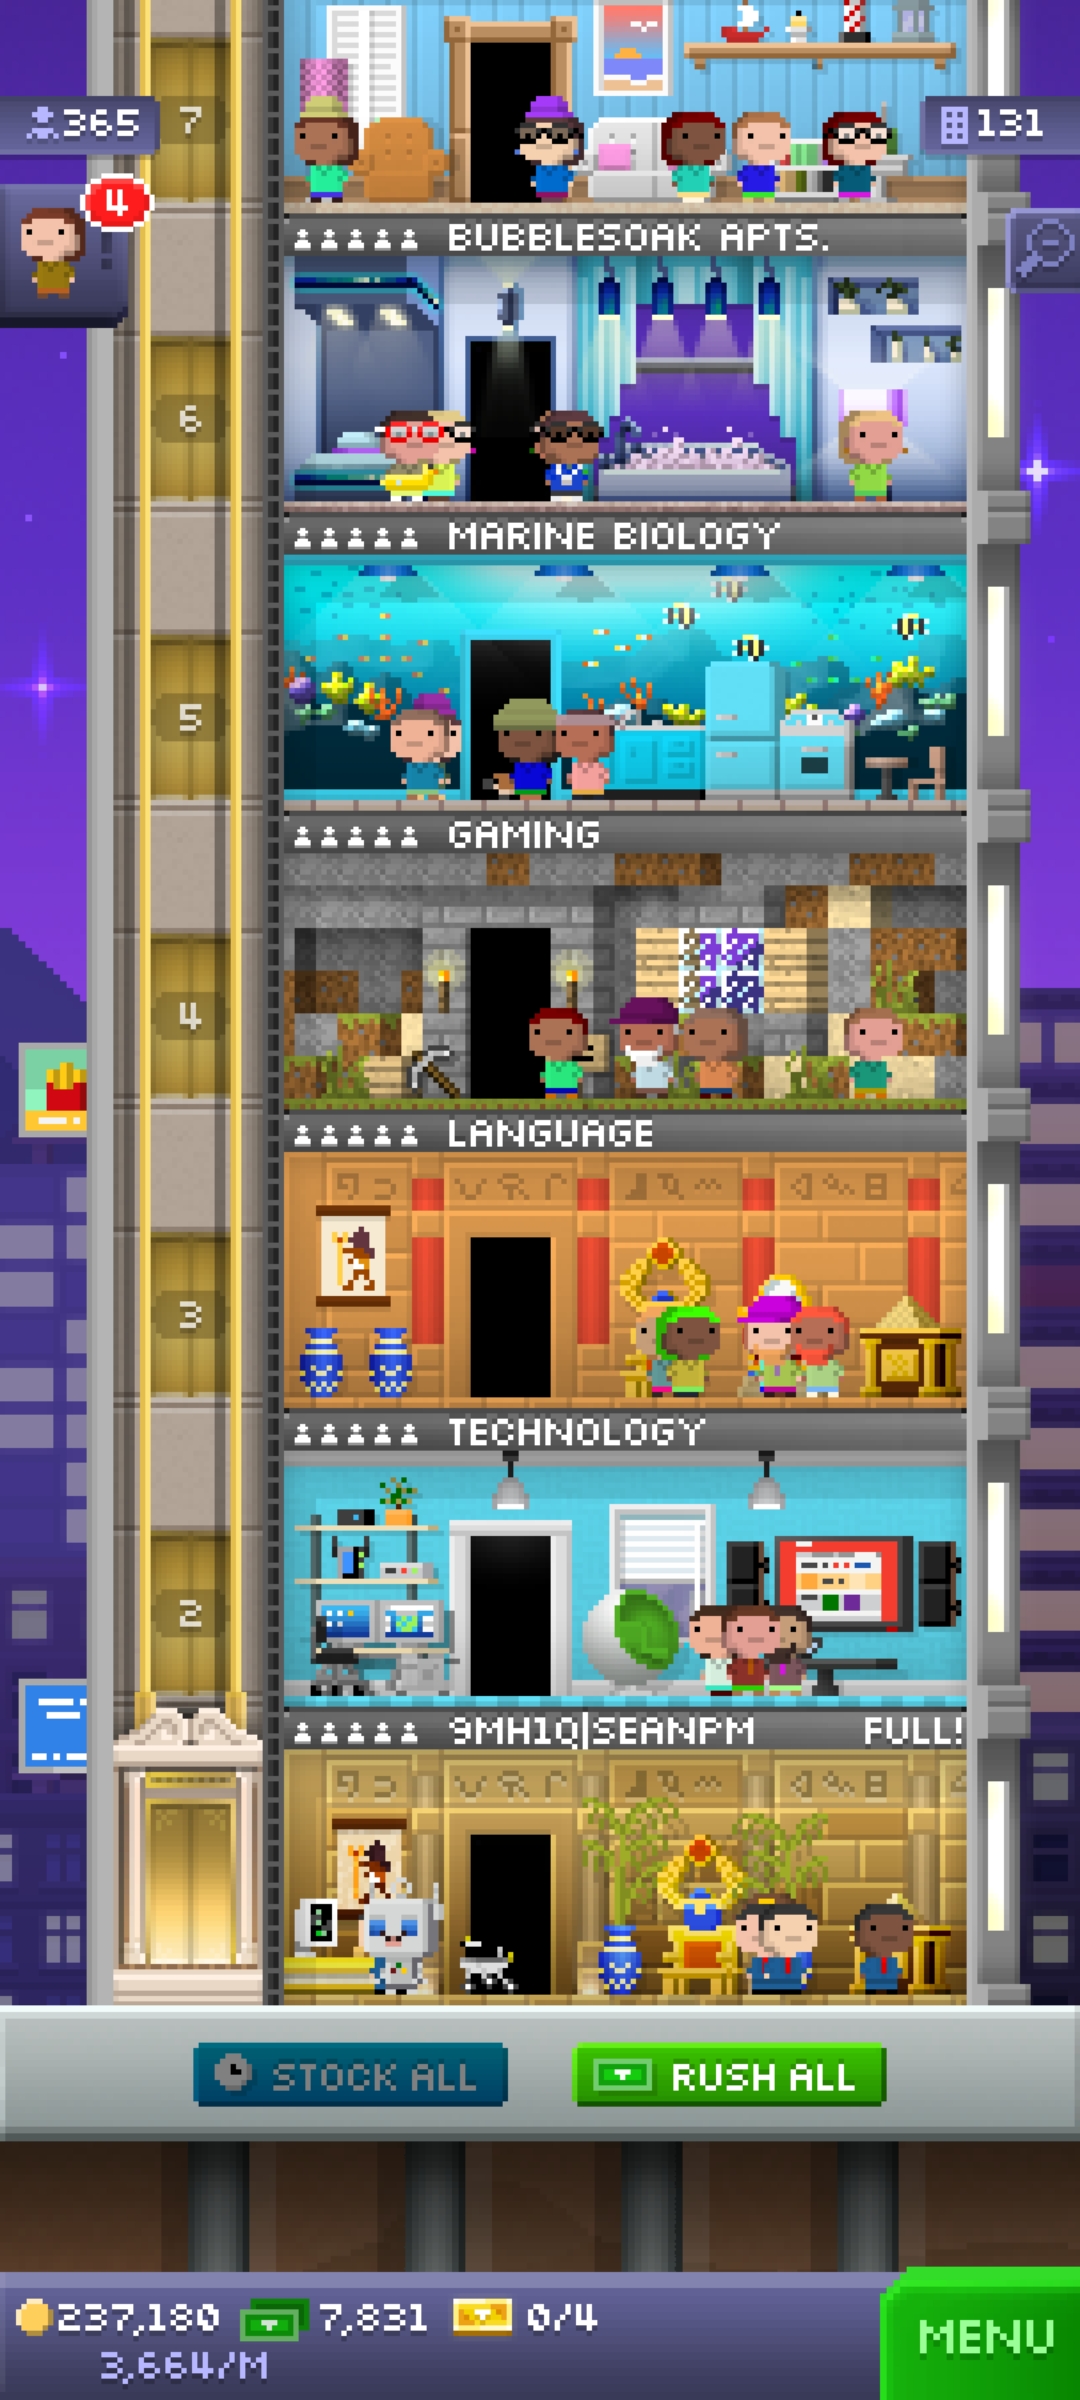 365
7
131
4
BUBBLESOAK APTS.
6
MARINE BIOLOGY
5
GAMING
4
LANGUAGE
3
TECHNOLOGY
2
9MH1Q|SEANPM FULL!
STOCK ALL
RUSH ALL
237,180 7,831 0/4
3,664/M
MENU